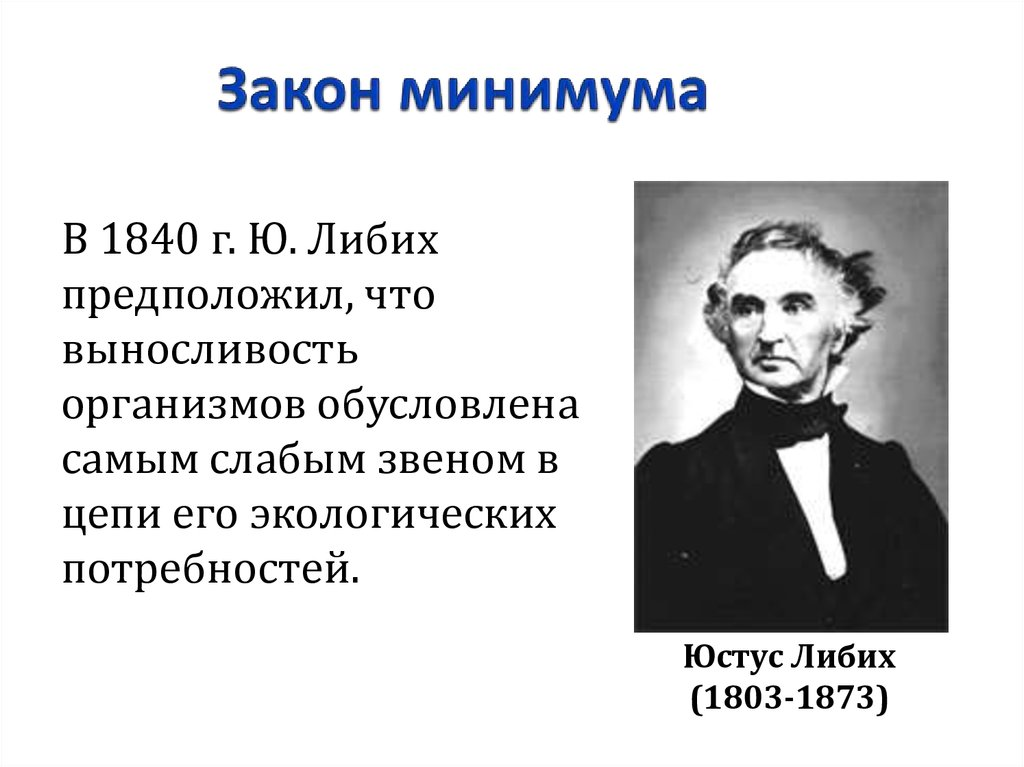 Закон минимума
В 1840 г. Ю. Либих
предположил, что
выносливость
организмов обусловлена
самым слабым звеном в
цепи его экологических
потребностей.
Юстус Либих
(1803-1873)